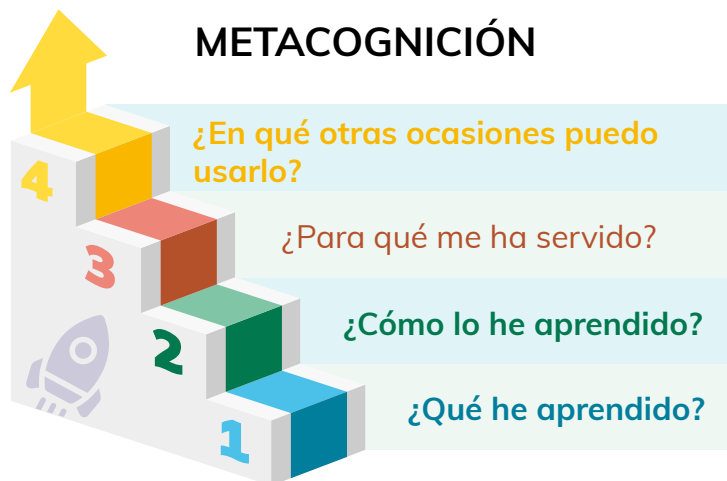 METACOGNICIÓN
¿En qué otras ocasiones puedo
usarlo?
4
¿Para qué me ha servido?
3
¿Cómo lo he aprendido?
2
¿Qué he aprendido?
1